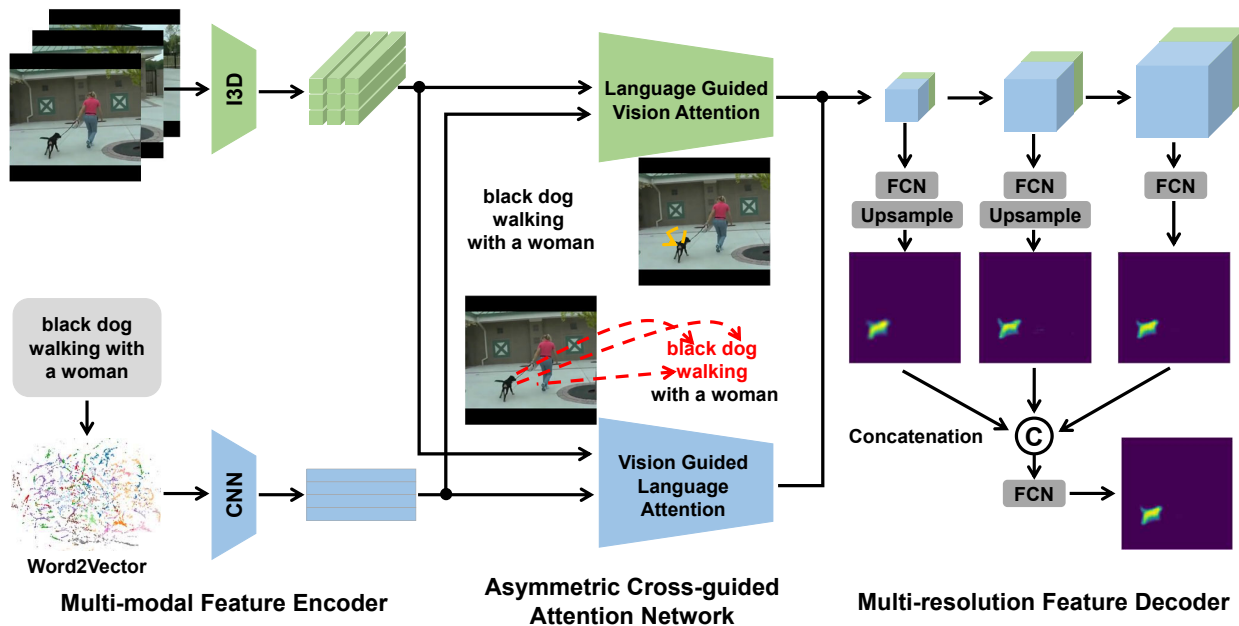 I3D
Language Guided
Vision Attention
FCN
Upsample
FCN
Upsample
FCN
black dog
walking
with a woman
black dog
walking with
a woman
black dog
walking
with a woman
Concatenation
C
FCN
CNN
Vision Guided
Language
Attention
Word2Vector
Multi-modal Feature Encoder
Asymmetric Cross-guided
Attention Network
Multi-resolution Feature Decoder